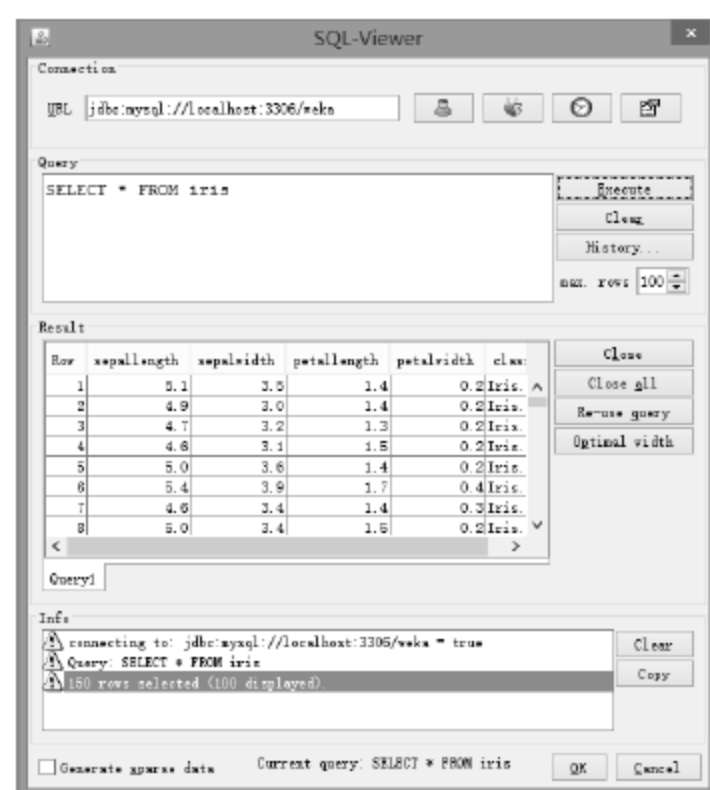 SQL-Viewer
Connection
URL jdbc:mysql://localhost:3306/weka
Query
SELECT * FROM iris
Execute
Clear
History...
max. rows 100
Result
Row sepallength sepalwidth petallength petalwidth clas:
1 5.1 3.5 1.4 0.2 Iris.
2 4.9 3.0 1.4 0.2 Iris.
3 4.7 3.2 1.3 0.2 Iris.
4 4.6 3.1 1.5 0.2 Iris.
5 5.0 3.6 1.4 0.2 Iris.
6 5.4 3.9 1.7 0.4 Iris.
7 4.6 3.4 1.4 0.3 Iris.
8 5.0 3.4 1.5 0.2 Iris.
Close
Close all
Re-use query
Optimal width
Query1
Info
connecting to: jdbc:mysql://localhost:3306/weka = true
Query: SELECT * FROM iris
150 rows selected (100 displayed).
Clear
Copy
Generate sparse data
Current query: SELECT * FROM iris
OK
Cancel